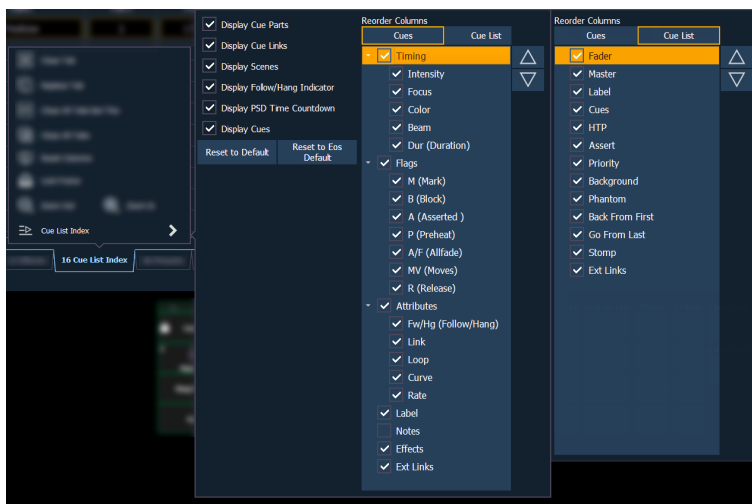 Cue List Index
16 Cue List Index
Display Cue Parts
Display Cue Links
Display Scenes
Display Folow/Hang Indicator
Display PSD Time Countdown
Display Cues
Reset to Default
Reset to Eos
Default
Reorder Columns
Cues
Cue List
Timing
Intensity
Focus
Color
Beam
Dur (Duration)
Flags
M (Mark)
B (Block)
A (Asserted )
P (Preheat)
A/F (Allfade)
MV (Moves)
R (Release)
Attributes
Fw/Hg (Follow/Hang)
Link
Loop
Curve
Rate
Label
Notes
Effects
Ext Links
Reorder Columns
Cues
Cue List
Fader
Master
Label
Cues
HTP
Assert
Priority
Background
Phantom
Back From First
Go From Last
Stomp
Ext Links